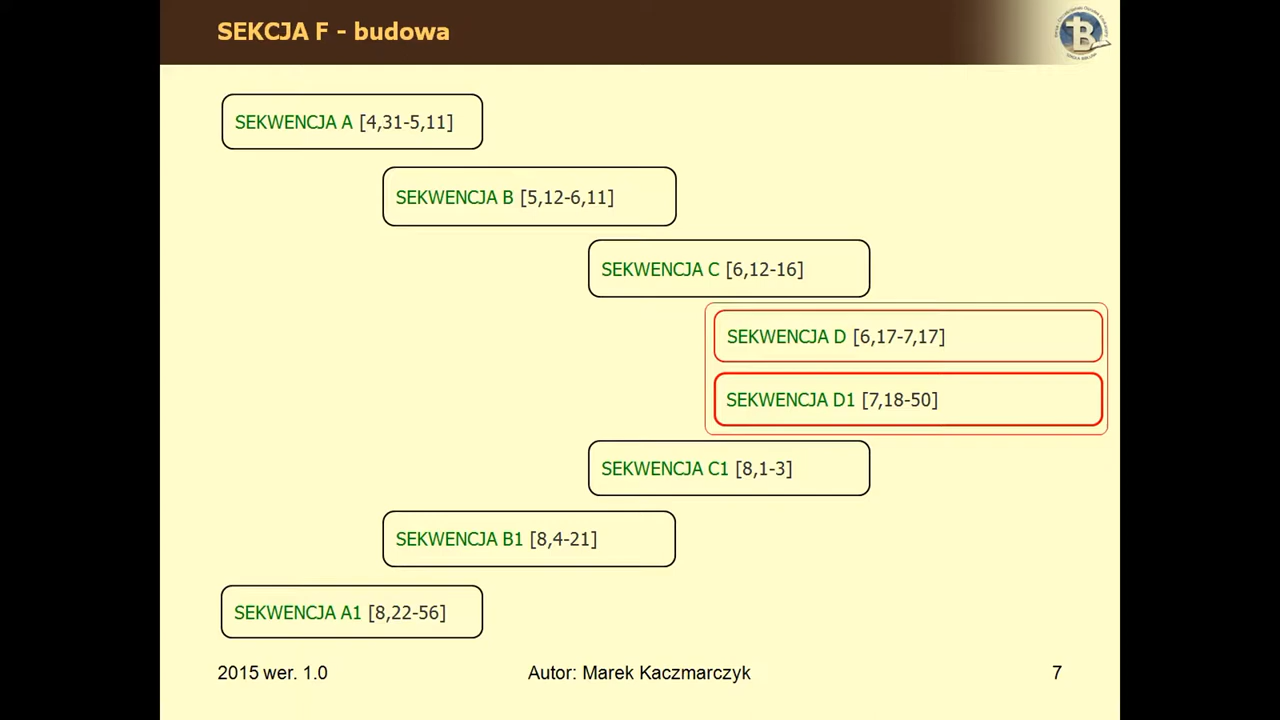 SEKCJA F - budowa
SEKWENCJA A [4,31-5,11]
SEKWENCJA B [5,12-6,11]
SEKWENCJA C [6,12-16]
SEKWENCJA D [6,17-7,17]
SEKWENCJA D1 [7,18-50]
SEKWENCJA C1 [8,1-3]
SEKWENCJA B1 [8,4-21]
SEKWENCJA A1 [8,22-56]
2015 wer. 1.0
Autor: Marek Kaczmarczyk
7